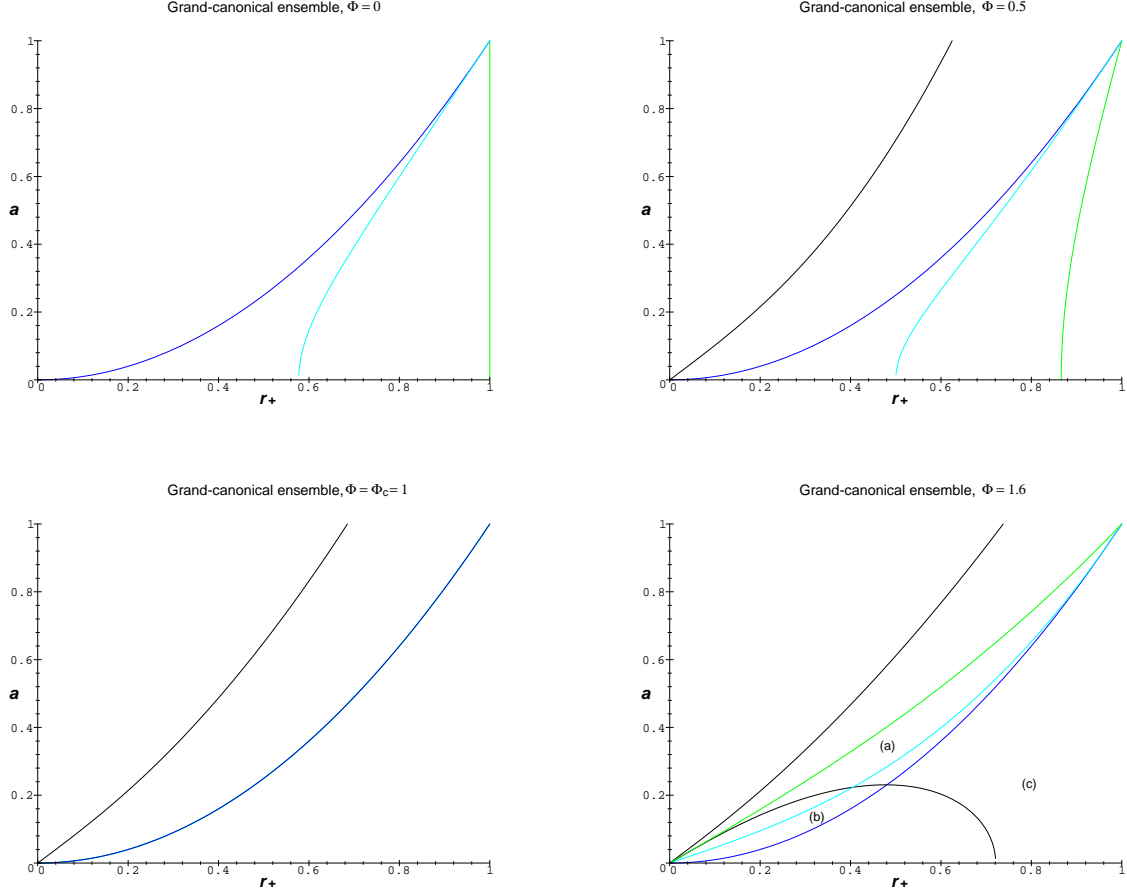 Grand-canonical ensemble, Φ = 0
1
0.8
0.6
a
0.4
0.2
0
0 0.2 0.4 0.6 0.8 1
r+
Grand-canonical ensemble, Φ = 0.5
1
0.8
0.6
a
0.4
0.2
0
0 0.2 0.4 0.6 0.8 1
r+
Grand-canonical ensemble, Φ = Φc = 1
1
0.8
0.6
a
0.4
0.2
0
0 0.2 0.4 0.6 0.8 1
r+
Grand-canonical ensemble, Φ = 1.6
1
0.8
0.6
a
0.4
(a)
(c)
0.2
(b)
0
0 0.2 0.4 0.6 0.8 1
r+